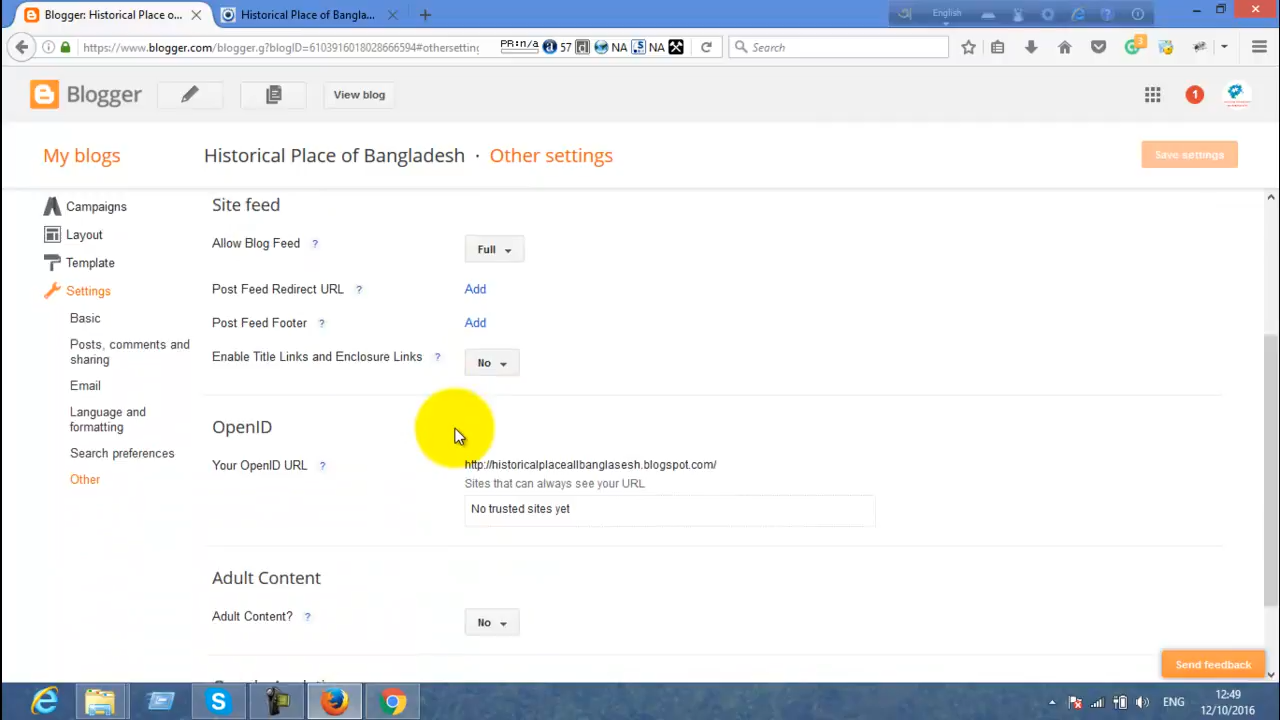 Blogger: Historical Place o...
Historical Place of Bangla...
English
https://www.blogger.com/blogger.g?blogID=6103916018028666594#othersetting
PR:n/a
57
NA
NA
Search
3
Blogger
View blog
1
My blogs
Historical Place of Bangladesh · Other settings
Save settings
Campaigns
Layout
Template
Settings
Basic
Posts, comments and
sharing
Email
Language and
formatting
Search preferences
Other
Site feed
Allow Blog Feed ?
Full
Post Feed Redirect URL ?
Add
Post Feed Footer ?
Add
Enable Title Links and Enclosure Links ?
No
OpenID
Your OpenID URL ?
http://historicalplaceallbanglasesh.blogspot.com/
Sites that can always see your URL
No trusted sites yet
Adult Content
Adult Content? ?
No
Send feedback
ENG
12:49
12/10/2016